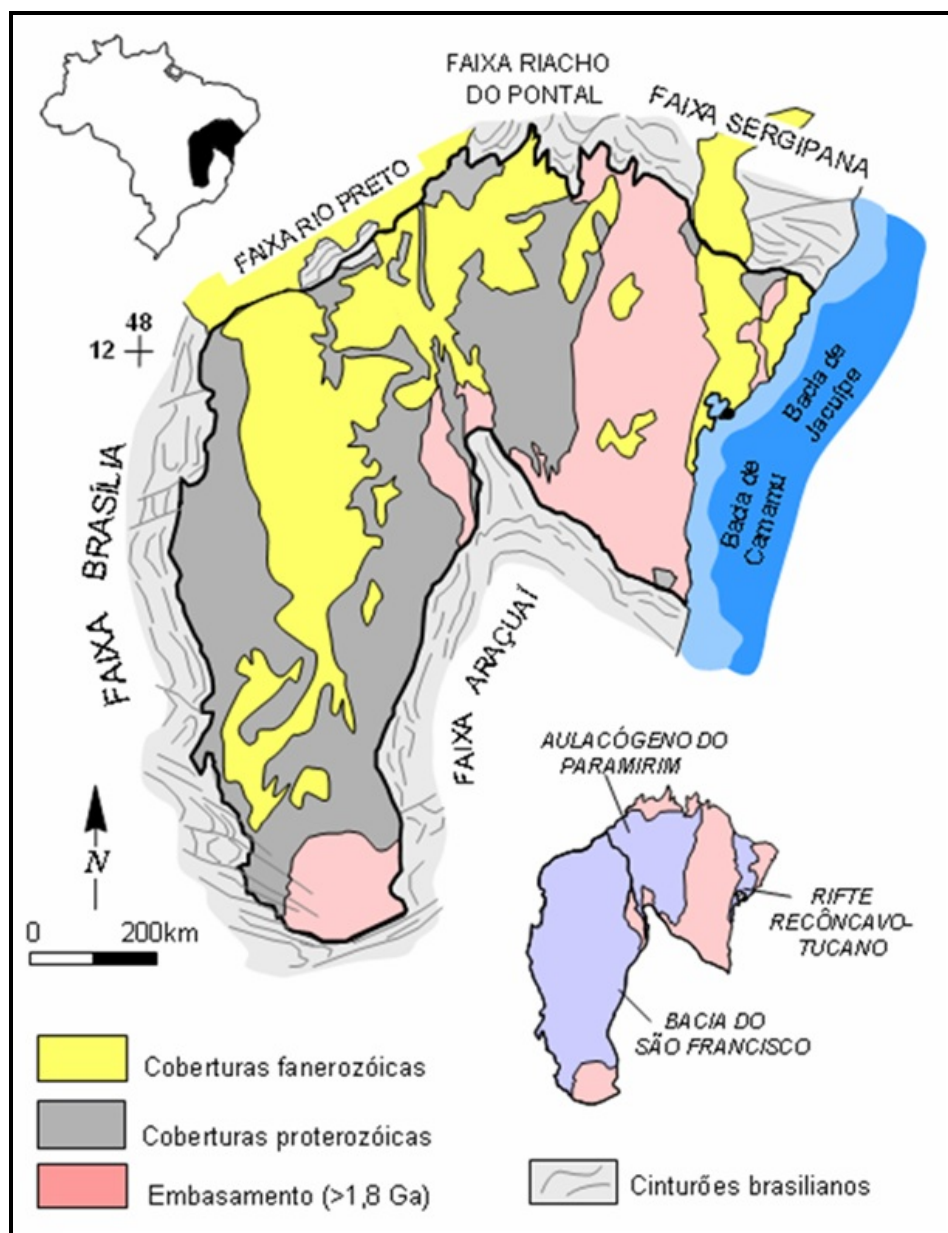 FAIXA RIACHO
DO PONTAL
FAIXA SERGIPANA
FAIXA RIO PRETO
48
12
Bacia de
Jacuípe
Bacia de
Camamu
FAIXA BRASÍLIA
FAIXA ARAÇUAÍ
AULACÓGENO DO
PARAMIRIM
N
0 200km
RIFTE
RECÔNCAVO-
TUCANO
BACIA DO
SÃO FRANCISCO
Coberturas fanerozóicas
Coberturas proterozóicas
Embasamento (>1,8 Ga)
Cinturões brasilianos